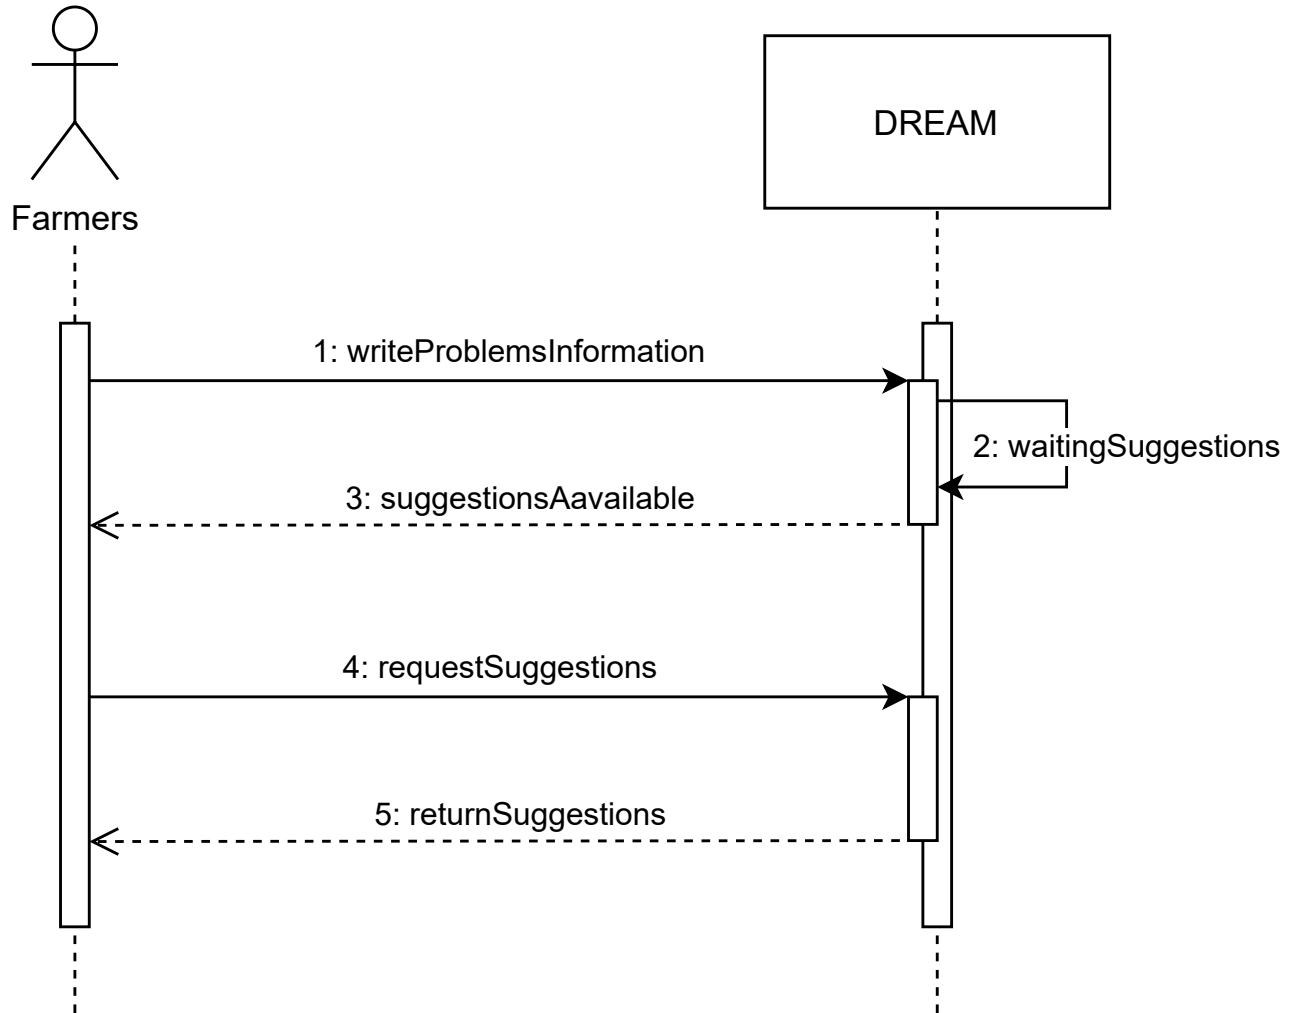 DREAM
Farmers
1: writeProblemsInformation
2: waitingSuggestions
3: suggestionsAavailable
4: requestSuggestions
5: returnSuggestions